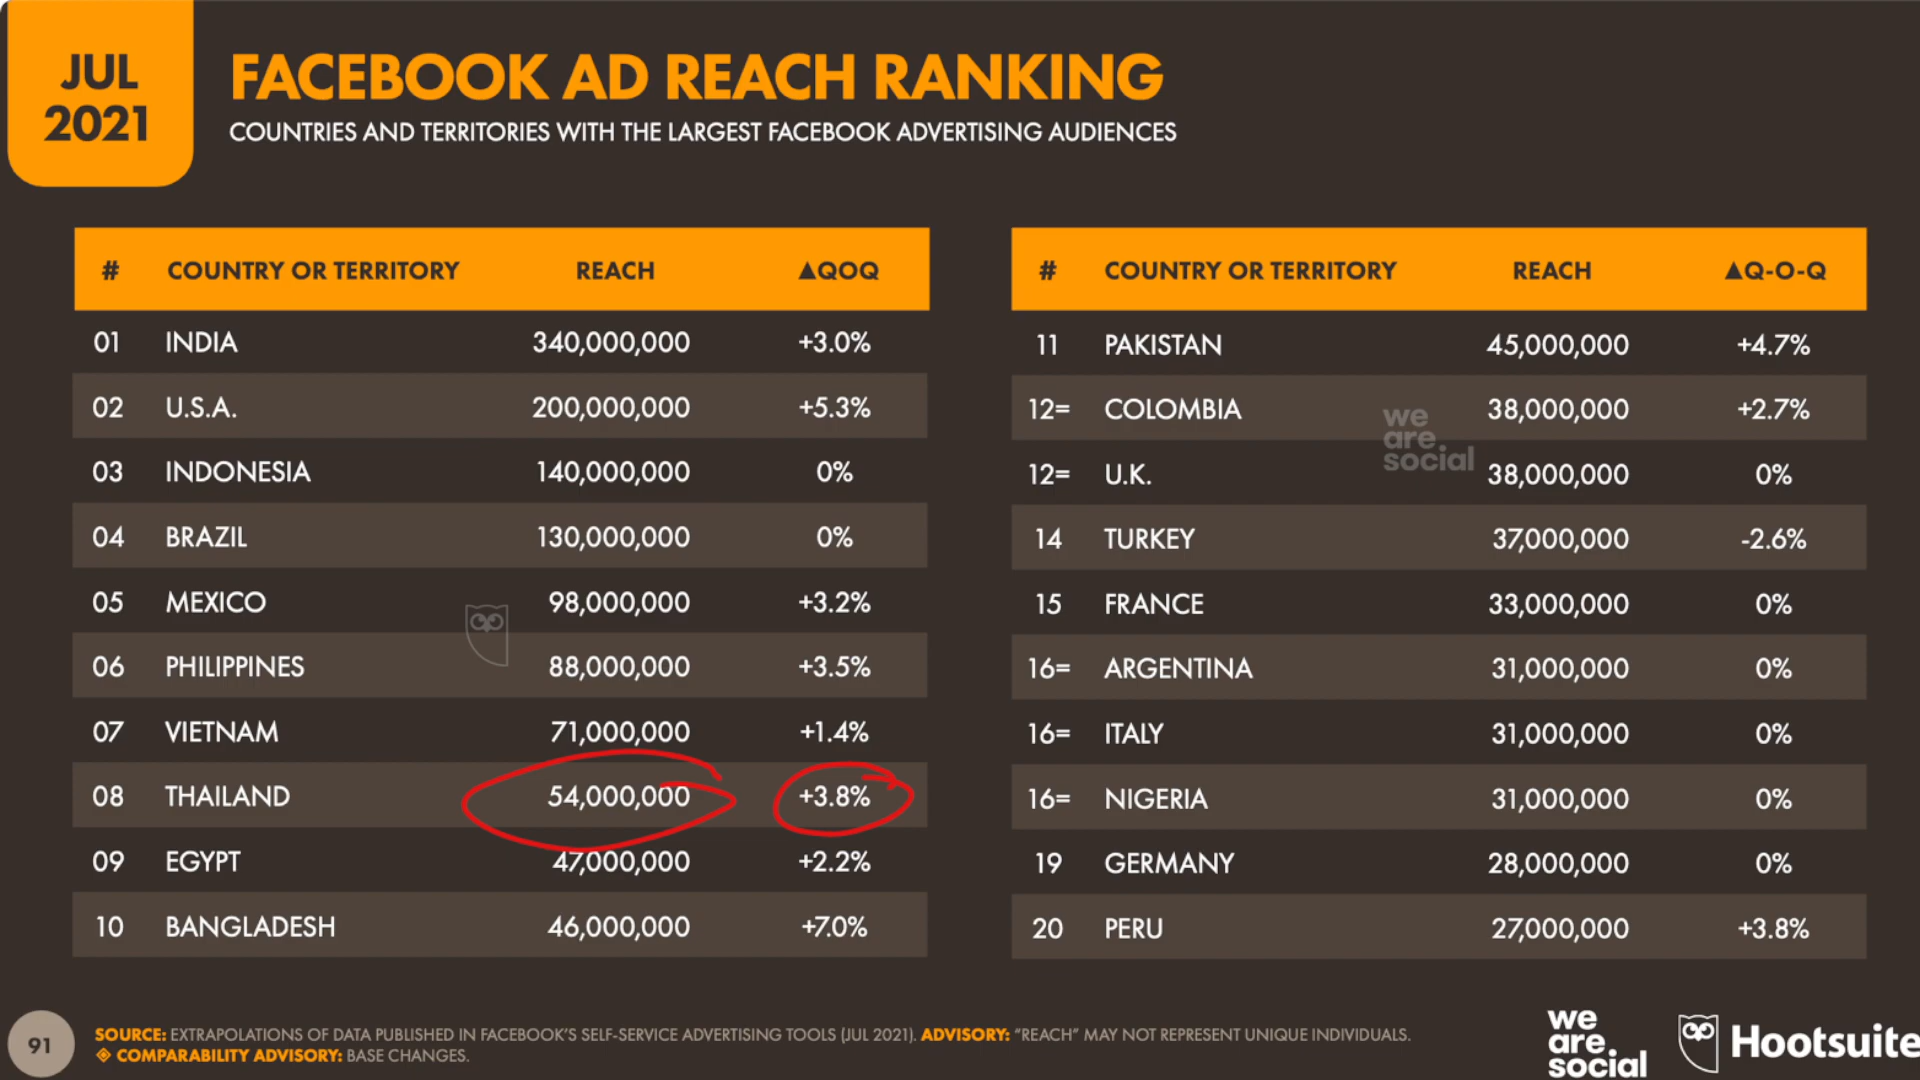 JUL
2021
FACEBOOK AD REACH RANKING
COUNTRIES AND TERRITORIES WITH THE LARGEST FACEBOOK ADVERTISING AUDIENCES
# COUNTRY OR TERRITORY REACH ▲QOQ
01 INDIA 340,000,000 +3.0%
02 U.S.A. 200,000,000 +5.3%
03 INDONESIA 140,000,000 0%
04 BRAZIL 130,000,000 0%
05 MEXICO 98,000,000 +3.2%
06 PHILIPPINES 88,000,000 +3.5%
07 VIETNAM 71,000,000 +1.4%
08 THAILAND 54,000,000 +3.8%
09 EGYPT 47,000,000 +2.2%
10 BANGLADESH 46,000,000 +7.0%
# COUNTRY OR TERRITORY REACH ▲Q-O-Q
11 PAKISTAN 45,000,000 +4.7%
12= COLOMBIA 38,000,000 +2.7%
12= U.K. 38,000,000 0%
14 TURKEY 37,000,000 -2.6%
15 FRANCE 33,000,000 0%
16= ARGENTINA 31,000,000 0%
16= ITALY 31,000,000 0%
16= NIGERIA 31,000,000 0%
19 GERMANY 28,000,000 0%
20 PERU 27,000,000 +3.8%
we
are
social
91
SOURCE: EXTRAPOLATIONS OF DATA PUBLISHED IN FACEBOOK'S SELF-SERVICE ADVERTISING TOOLS (JUL 2021). ADVISORY: "REACH" MAY NOT REPRESENT UNIQUE INDIVIDUALS.
◈ COMPARABILITY ADVISORY: BASE CHANGES.
we
are
social
Hootsuite